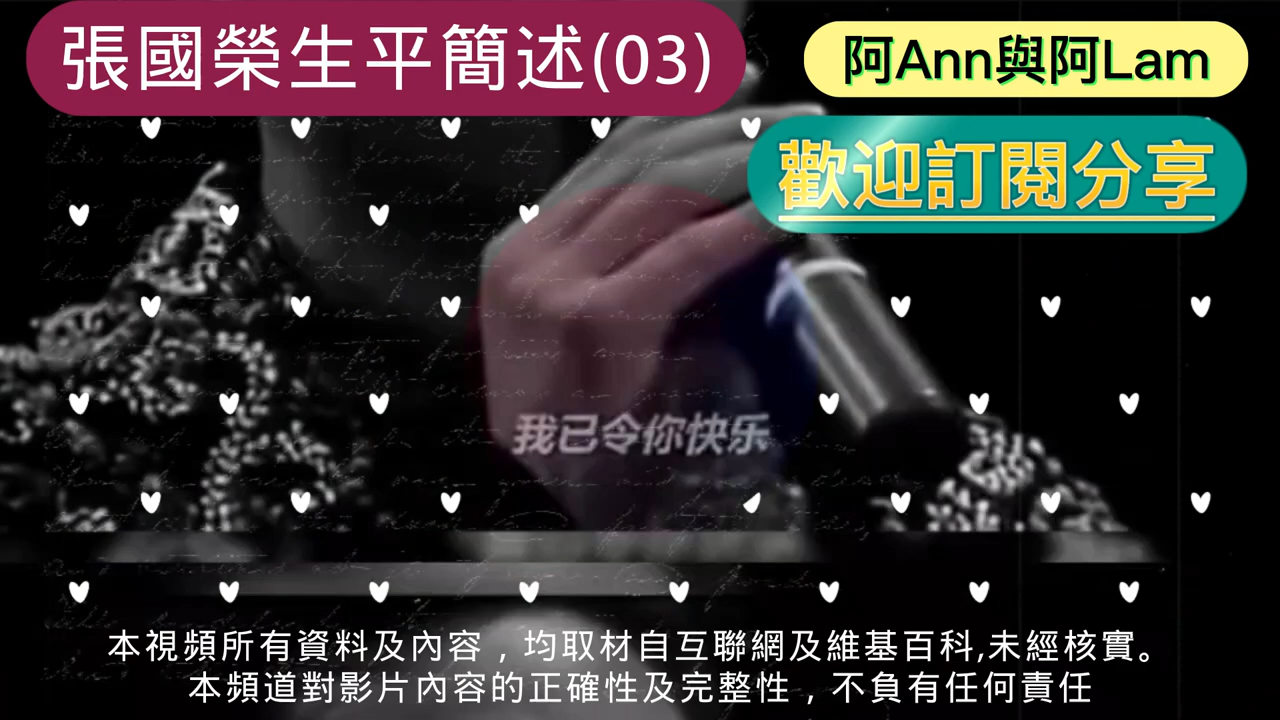 張國榮生平簡述(03)
阿Ann與阿Lam
歡迎訂閱分享
我已令你快乐
本視頻所有資料及內容，均取材自互聯網及維基百科,未經核實。
本頻道對影片內容的正確性及完整性，不負有任何責任